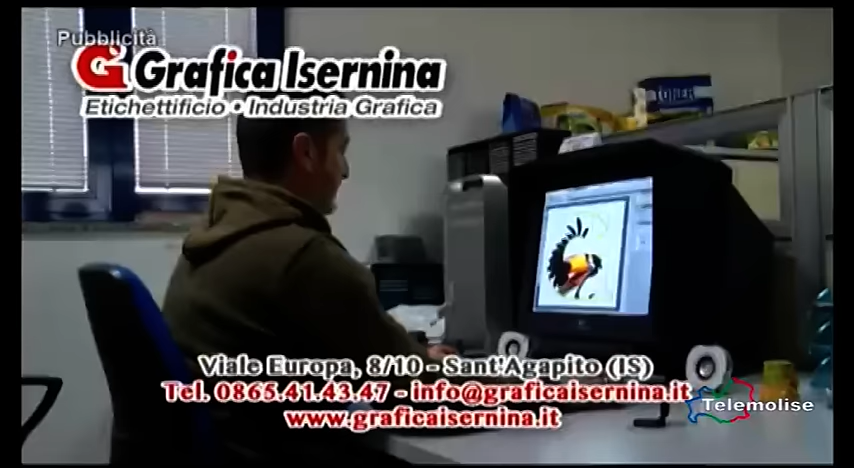 Pubblicità
G Grafica Isernina
Etichettificio • Industria Grafica
TONER
Viale Europa, 8/10 - Sant'Agapito (IS)
Tel. 0865.41.43.47 - info@graficaisernina.it
www.graficaisernina.it
Telemolise